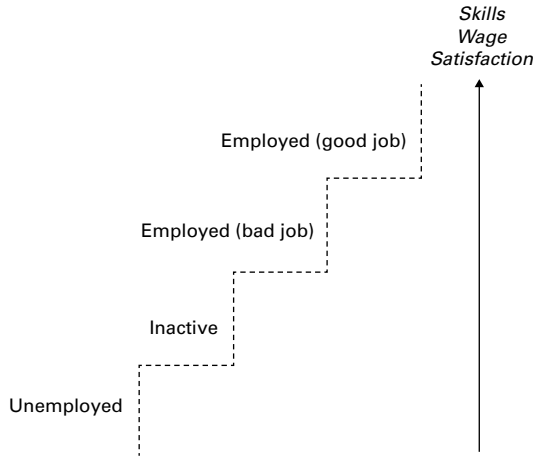 Skills
Wage
Satisfaction
Employed (good job)
Employed (bad job)
Inactive
Unemployed